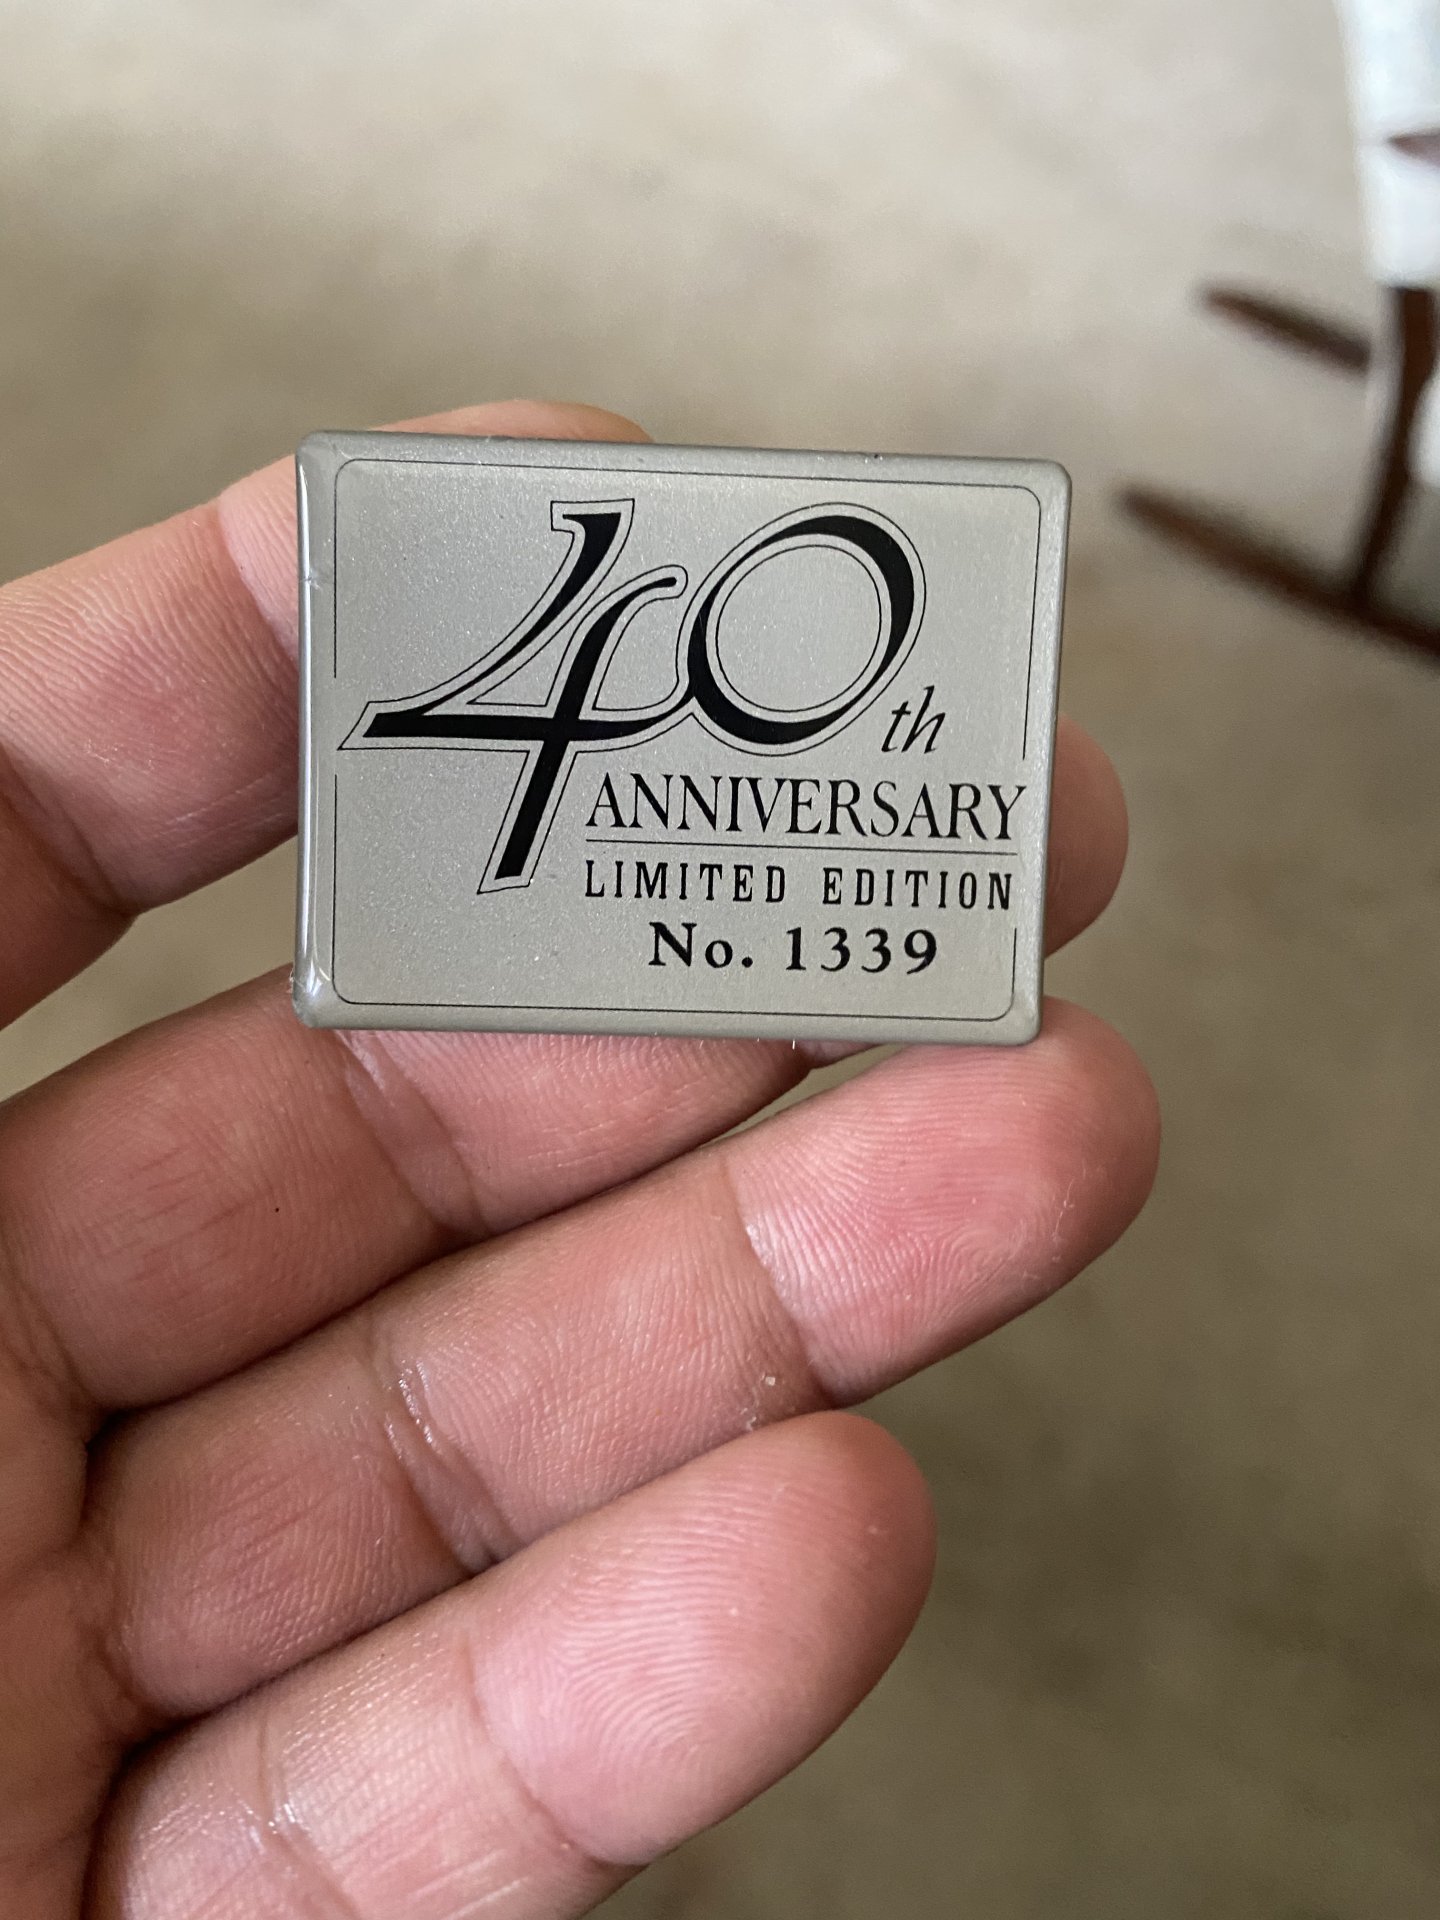 40th
ANNIVERSARY
LIMITED EDITION
No. 1339